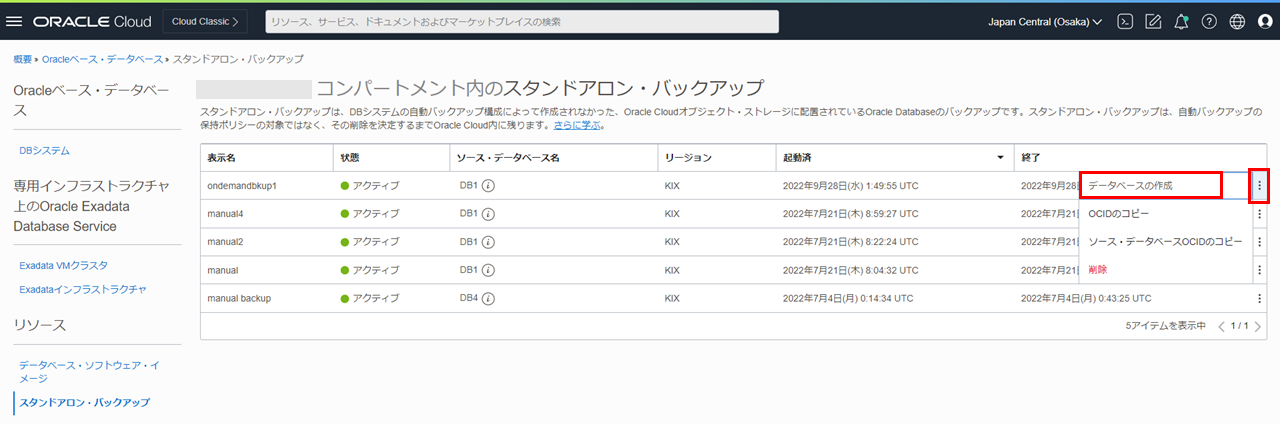 ORACLE Cloud
Cloud Classic >
リソース、サービス、ドキュメントおよびマーケットプレイスの検索
Japan Central (Osaka)
概要 » Oracleベース・データベース » スタンドアロン・バックアップ
Oracleベース・データベー
ス
DBシステム
専用インフラストラクチャ
上のOracle Exadata
Database Service
Exadata VMクラスタ
Exadataインフラストラクチャ
リソース
データベース・ソフトウェア・イ
メージ
スタンドアロン・バックアップ
コンパートメント内のスタンドアロン・バックアップ
スタンドアロン・バックアップは、DBシステムの自動バックアップ構成によって作成されなかった、Oracle Cloudオブジェクト・ストレージに配置されているOracle Databaseのバックアップです。スタンドアロン・バックアップは、自動バックアップの
保持ポリシーの対象ではなく、その削除を決定するまでOracle Cloud内に残ります。さらに学ぶ。
表示名 状態 ソース・データベース名 リージョン 起動済 終了
ondemandbkup1 アクティブ DB1 KIX 2022年9月28日(水) 1:49:55 UTC 2022年9月28日
manual4 アクティブ DB1 KIX 2022年7月21日(木) 8:59:27 UTC 2022年7月21日
manual2 アクティブ DB1 KIX 2022年7月21日(木) 8:22:24 UTC 2022年7月21日
manual アクティブ DB1 KIX 2022年7月21日(木) 8:04:32 UTC 2022年7月21日
manual backup アクティブ DB4 KIX 2022年7月4日(月) 0:14:34 UTC 2022年7月4日(月) 0:43:25 UTC
データベースの作成
OCIDのコピー
ソース・データベースOCIDのコピー
削除
5アイテムを表示中 < 1 / 1 >